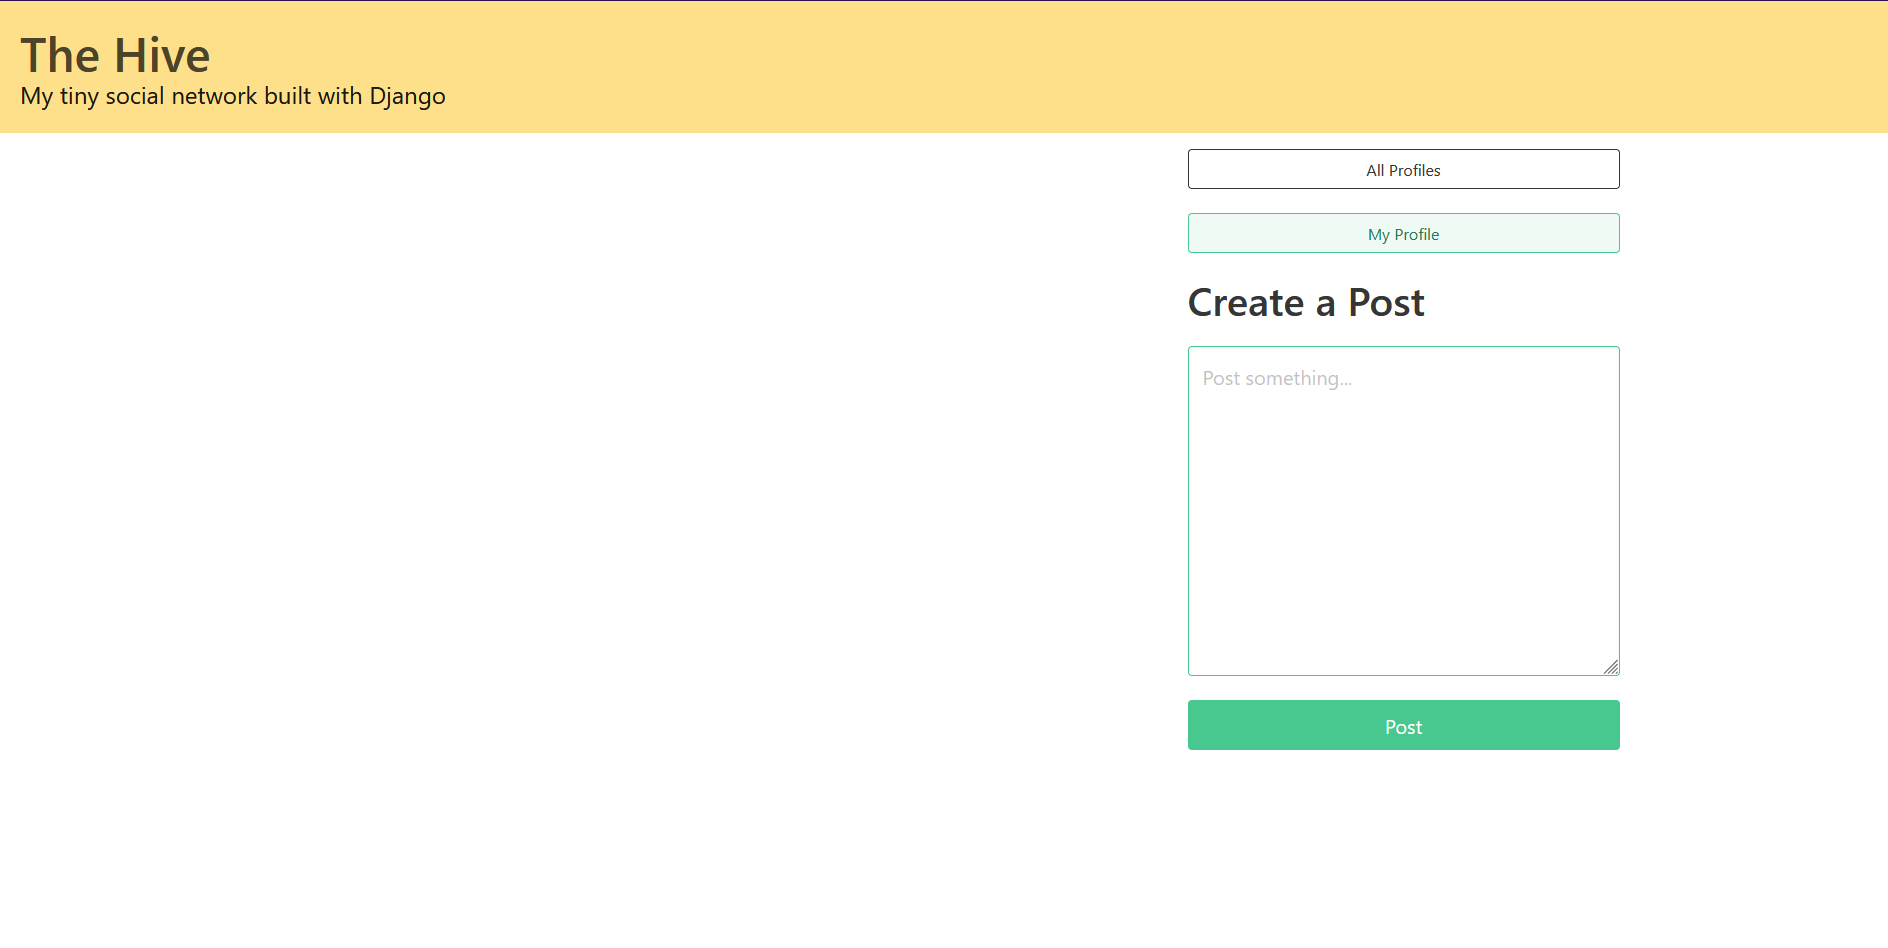 The Hive
My tiny social network built with Django
All Profiles
My Profile
Create a Post
Post something...
Post